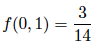 f(0,1) = 3/14